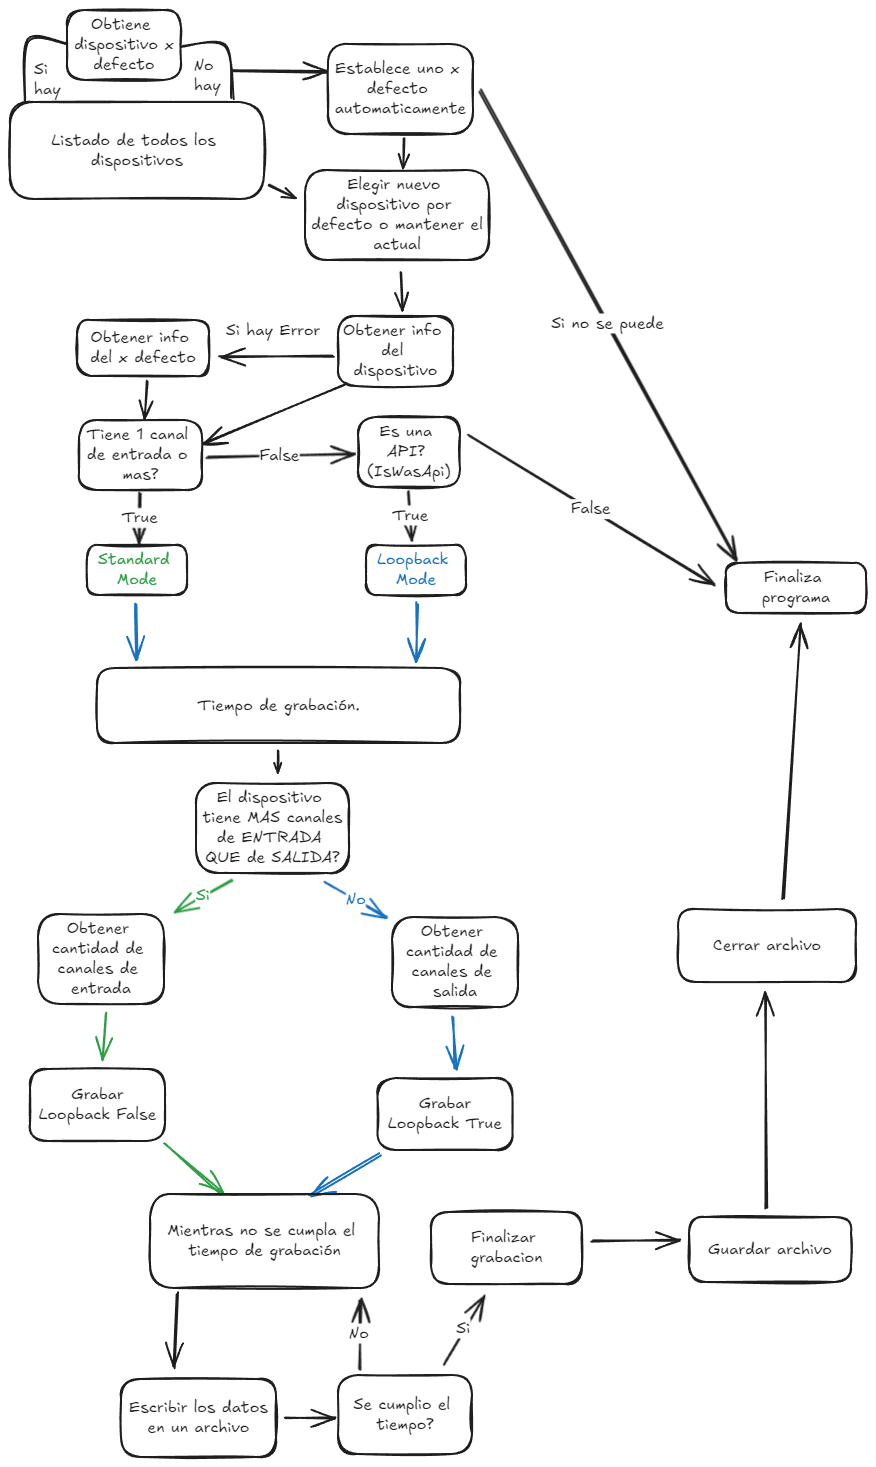 Obtiene
dispositivo x
defecto
Si
hay
No
hay
Establece uno x
defecto
automaticamente
Listado de todos los
dispositivos
Elegir nuevo
dispositivo por
defecto o mantener el
actual
Si no se puede
Obtener info
del x defecto
Si hay Error
Obtener info
del
dispositivo
Tiene 1 canal
de entrada o
mas?
False
Es una
API?
(IsWasApi)
False
True
True
Standard
Mode
Loopback
Mode
Finaliza
programa
Tiempo de grabación.
El dispositivo
tiene MAS canales
de ENTRADA
QUE de SALIDA?
Si
No
Obtener
cantidad de
canales de
entrada
Obtener
cantidad de
canales de
salida
Cerrar archivo
Grabar
Loopback False
Grabar
Loopback True
Mientras no se cumpla el
tiempo de grabación
Finalizar
grabacion
Guardar archivo
No
Si
Escribir los datos
en un archivo
Se cumplio el
tiempo?